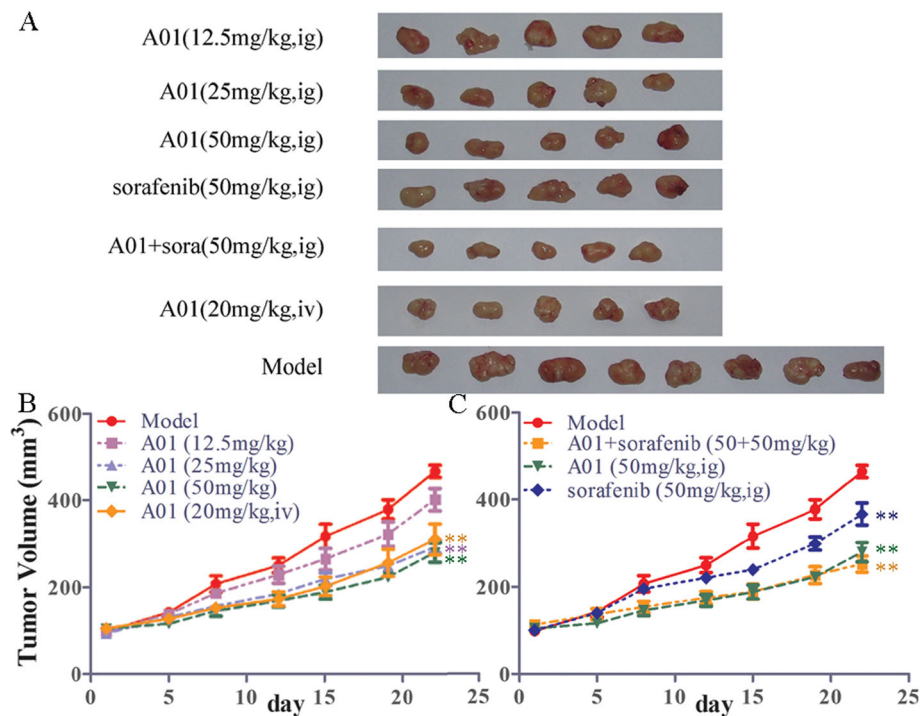 A
A01(12.5mg/kg,ig)
A01(25mg/kg,ig)
A01(50mg/kg,ig)
sorafenib(50mg/kg,ig)
A01+sora(50mg/kg,ig)
A01(20mg/kg,iv)
Model
B
Tumor Volume (mm³)
600
400
200
0
Model
A01 (12.5mg/kg)
A01 (25mg/kg)
A01 (50mg/kg)
A01 (20mg/kg,iv)
**
**
**
0 5 10 15 20 25
day
C
600
400
200
0
Model
A01+sorafenib (50+50mg/kg)
A01 (50mg/kg,ig)
sorafenib (50mg/kg,ig)
**
**
**
0 5 10 15 20 25
day